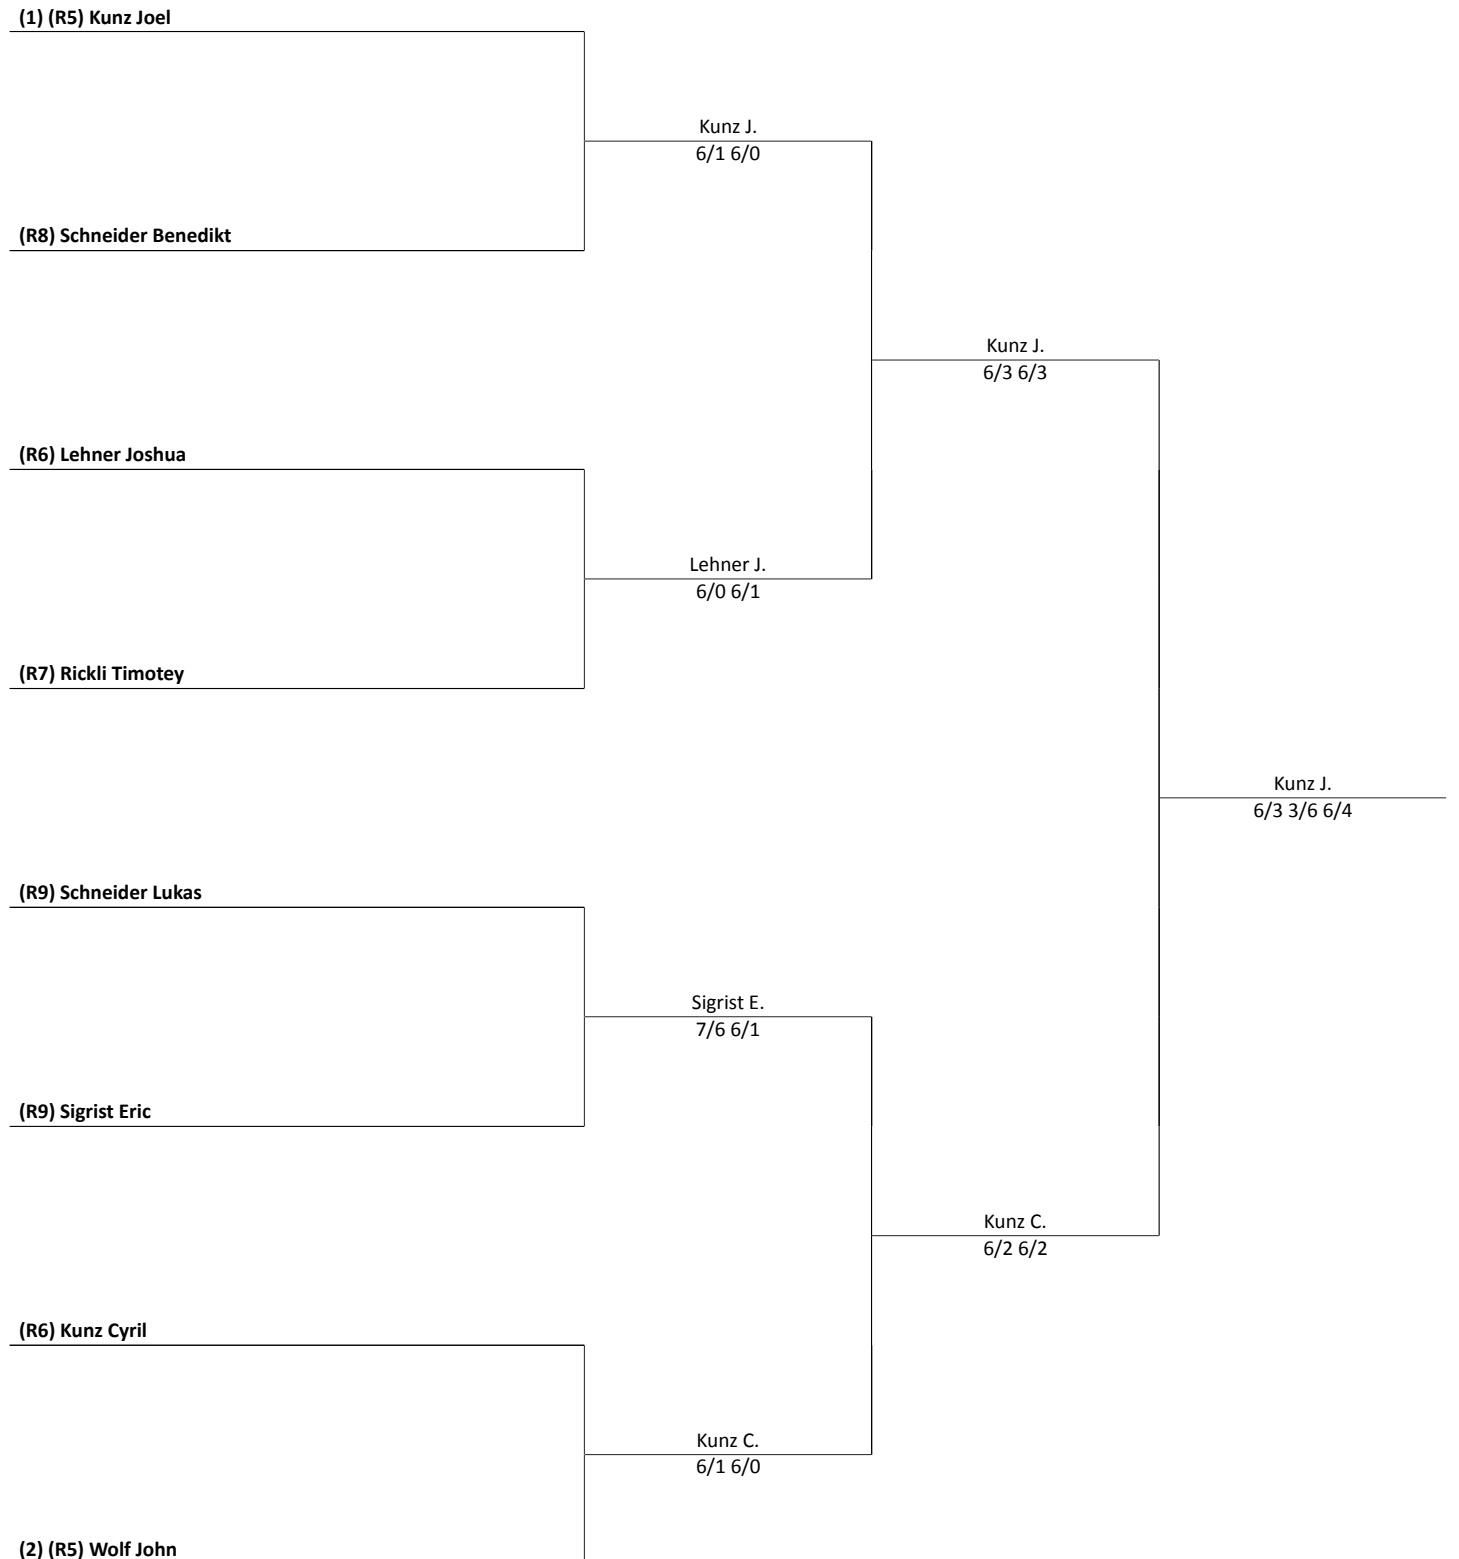 (1) (R5) Kunz Joel
Kunz J.
6/1 6/0
(R8) Schneider Benedikt
Kunz J.
6/3 6/3
(R6) Lehner Joshua
Lehner J.
6/0 6/1
(R7) Rickli Timotey
Kunz J.
6/3 3/6 6/4
(R9) Schneider Lukas
Sigrist E.
7/6 6/1
(R9) Sigrist Eric
Kunz C.
6/2 6/2
(R6) Kunz Cyril
Kunz C.
6/1 6/0
(2) (R5) Wolf John